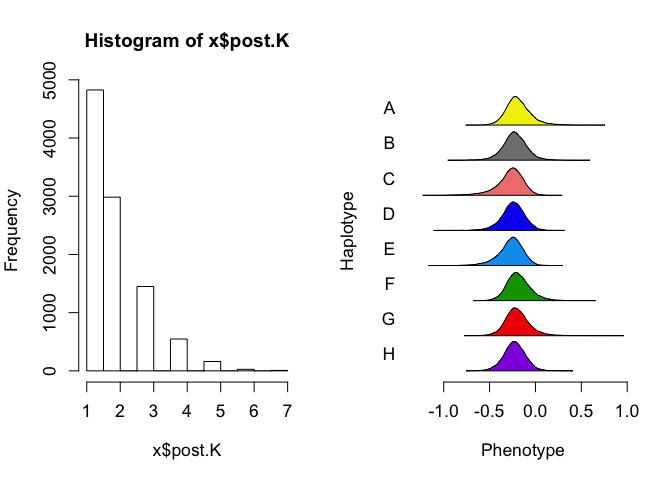 Histogram of x$post.K
Frequency
0
1000
2000
3000
4000
5000
1 2 3 4 5 6 7
x$post.K
Haplotype
A
B
C
D
E
F
G
H
-1.0 -0.5 0.0 0.5 1.0
Phenotype